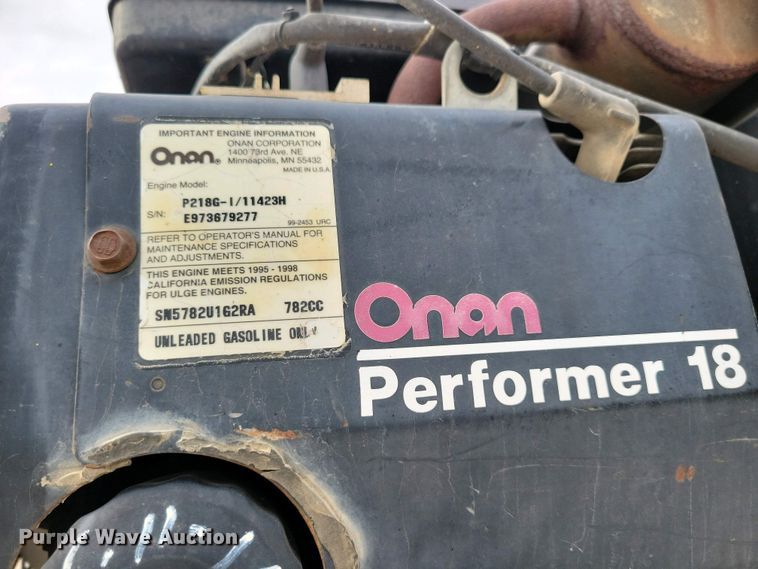 IMPORTANT ENGINE INFORMATION
Onan®
ONAN CORPORATION
1400 73rd Ave. NE
Minneapolis, MN 55432
MADE IN U.S.A.
Engine Model:
P218G-I/11423H
S/N: E973679277
99-2453 URC
REFER TO OPERATOR'S MANUAL FOR
MAINTENANCE SPECIFICATIONS
AND ADJUSTMENTS.
THIS ENGINE MEETS 1995 - 1998
CALIFORNIA EMISSION REGULATIONS
FOR ULGE ENGINES.
SN5782U1G2RA 782CC
UNLEADED GASOLINE ONLY
Onan
Performer 18
Purple Wave Auction